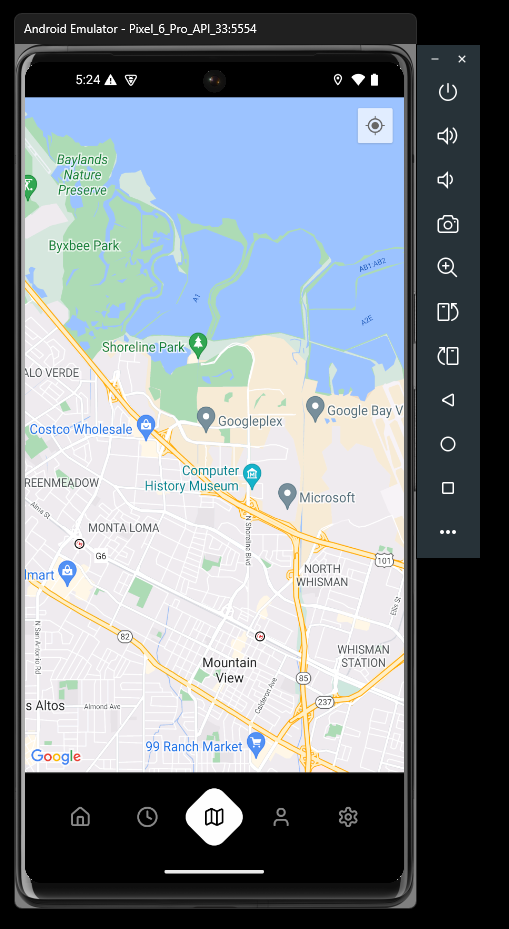 Android Emulator - Pixel_6_Pro_API_33:5554
5:24
Baylands
Nature
Preserve
Byxbee Park
AB1 AB2
A1
A2E
Shoreline Park
ALO VERDE
Costco Wholesale
Googleplex
Google Bay V
Computer
History Museum
Microsoft
REENMEADOW
Alma St
MONTA LOMA
N Shoreline Blvd
G6
101
NORTH
WHISMAN
lmart
Ellis St
N San Antonio Rd
82
Mountain
View
WHISMAN
STATION
85
Calderon Ave
237
s Altos
Almond Ave
99 Ranch Market
Google